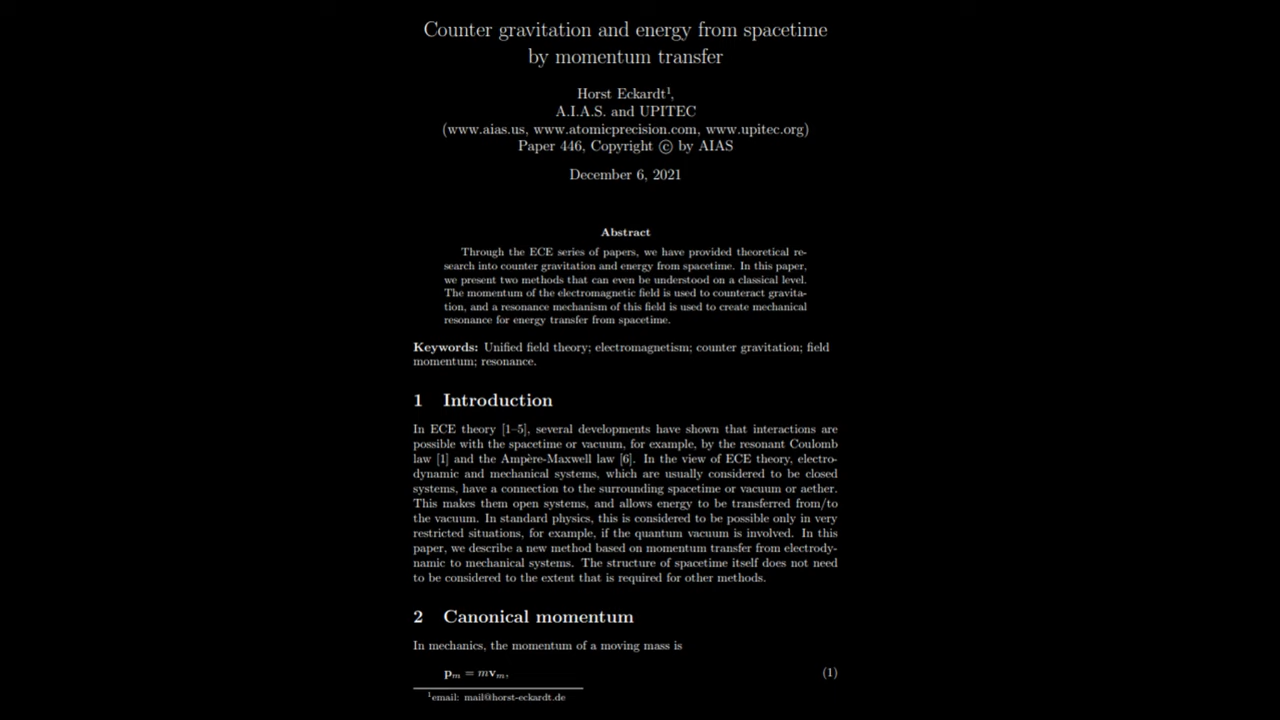 Counter gravitation and energy from spacetime
by momentum transfer
Horst Eckardt¹,
A.I.A.S. and UPITEC
(www.aias.us, www.atomicprecision.com, www.upitec.org)
Paper 446, Copyright © by AIAS
December 6, 2021
Abstract
Through the ECE series of papers, we have provided theoretical re-
search into counter gravitation and energy from spacetime. In this paper,
we present two methods that can even be understood on a classical level.
The momentum of the electromagnetic field is used to counteract gravita-
tion, and a resonance mechanism of this field is used to create mechanical
resonance for energy transfer from spacetime.
Keywords: Unified field theory; electromagnetism; counter gravitation; field
momentum; resonance.
1 Introduction
In ECE theory [1–5], several developments have shown that interactions are
possible with the spacetime or vacuum, for example, by the resonant Coulomb
law [1] and the Ampère-Maxwell law [6]. In the view of ECE theory, electro-
dynamic and mechanical systems, which are usually considered to be closed
systems, have a connection to the surrounding spacetime or vacuum or aether.
This makes them open systems, and allows energy to be transferred from/to
the vacuum. In standard physics, this is considered to be possible only in very
restricted situations, for example, if the quantum vacuum is involved. In this
paper, we describe a new method based on momentum transfer from electrody-
namic to mechanical systems. The structure of spacetime itself does not need
to be considered to the extent that is required for other methods.
2 Canonical momentum
In mechanics, the momentum of a moving mass is
pₘ = mvₘ, (1)
¹email: mail@horst-eckardt.de